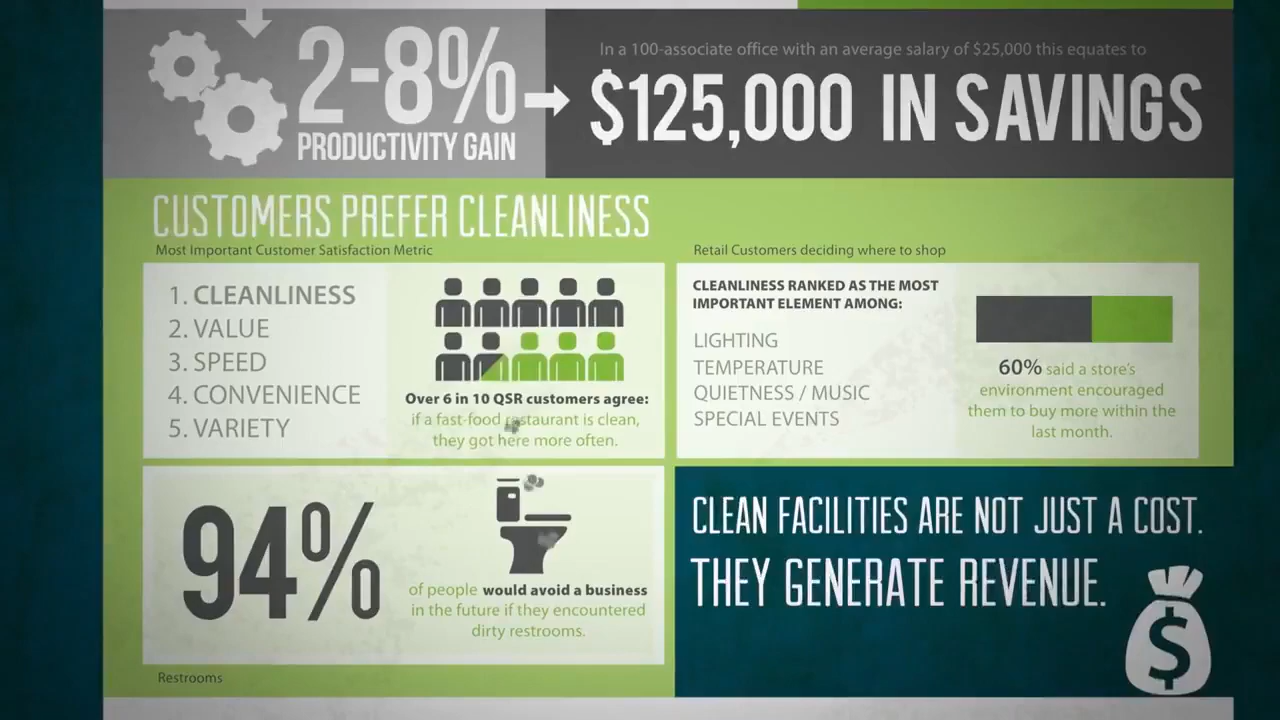 2-8%
PRODUCTIVITY GAIN
In a 100-associate office with an average salary of $25,000 this equates to
$125,000 IN SAVINGS
CUSTOMERS PREFER CLEANLINESS
Most Important Customer Satisfaction Metric
1. CLEANLINESS
2. VALUE
3. SPEED
4. CONVENIENCE
5. VARIETY
Over 6 in 10 QSR customers agree:
if a fast-food restaurant is clean,
they got here more often.
Retail Customers deciding where to shop
CLEANLINESS RANKED AS THE MOST
IMPORTANT ELEMENT AMONG:
LIGHTING
TEMPERATURE
QUIETNESS / MUSIC
SPECIAL EVENTS
60% said a store's
environment encouraged
them to buy more within the
last month.
94%
of people would avoid a business
in the future if they encountered
dirty restrooms.
Restrooms
CLEAN FACILITIES ARE NOT JUST A COST.
THEY GENERATE REVENUE.
$